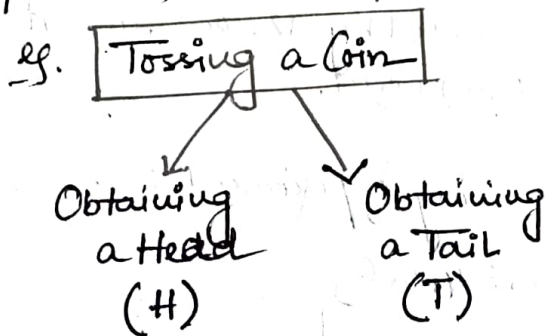 eg. Tossing a Coin
Obtaining
a Head
(H)
Obtaining
a Tail
(T)